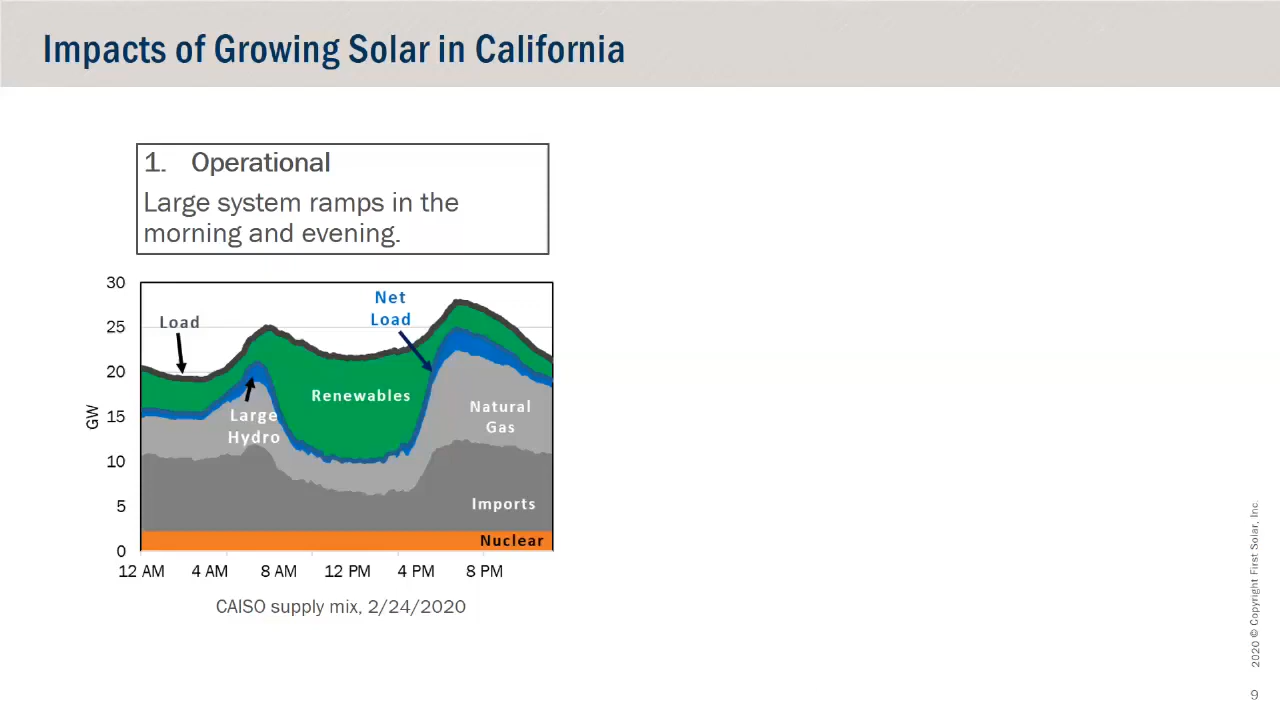 Impacts of Growing Solar in California
1. Operational
Large system ramps in the
morning and evening.
30
25
20
15
10
5
0
GW
Load
Net
Load
Renewables
Large
Hydro
Natural
Gas
Imports
Nuclear
12 AM 4 AM 8 AM 12 PM 4 PM 8 PM
CAISO supply mix, 2/24/2020
2020 © Copyright First Solar, Inc.
9